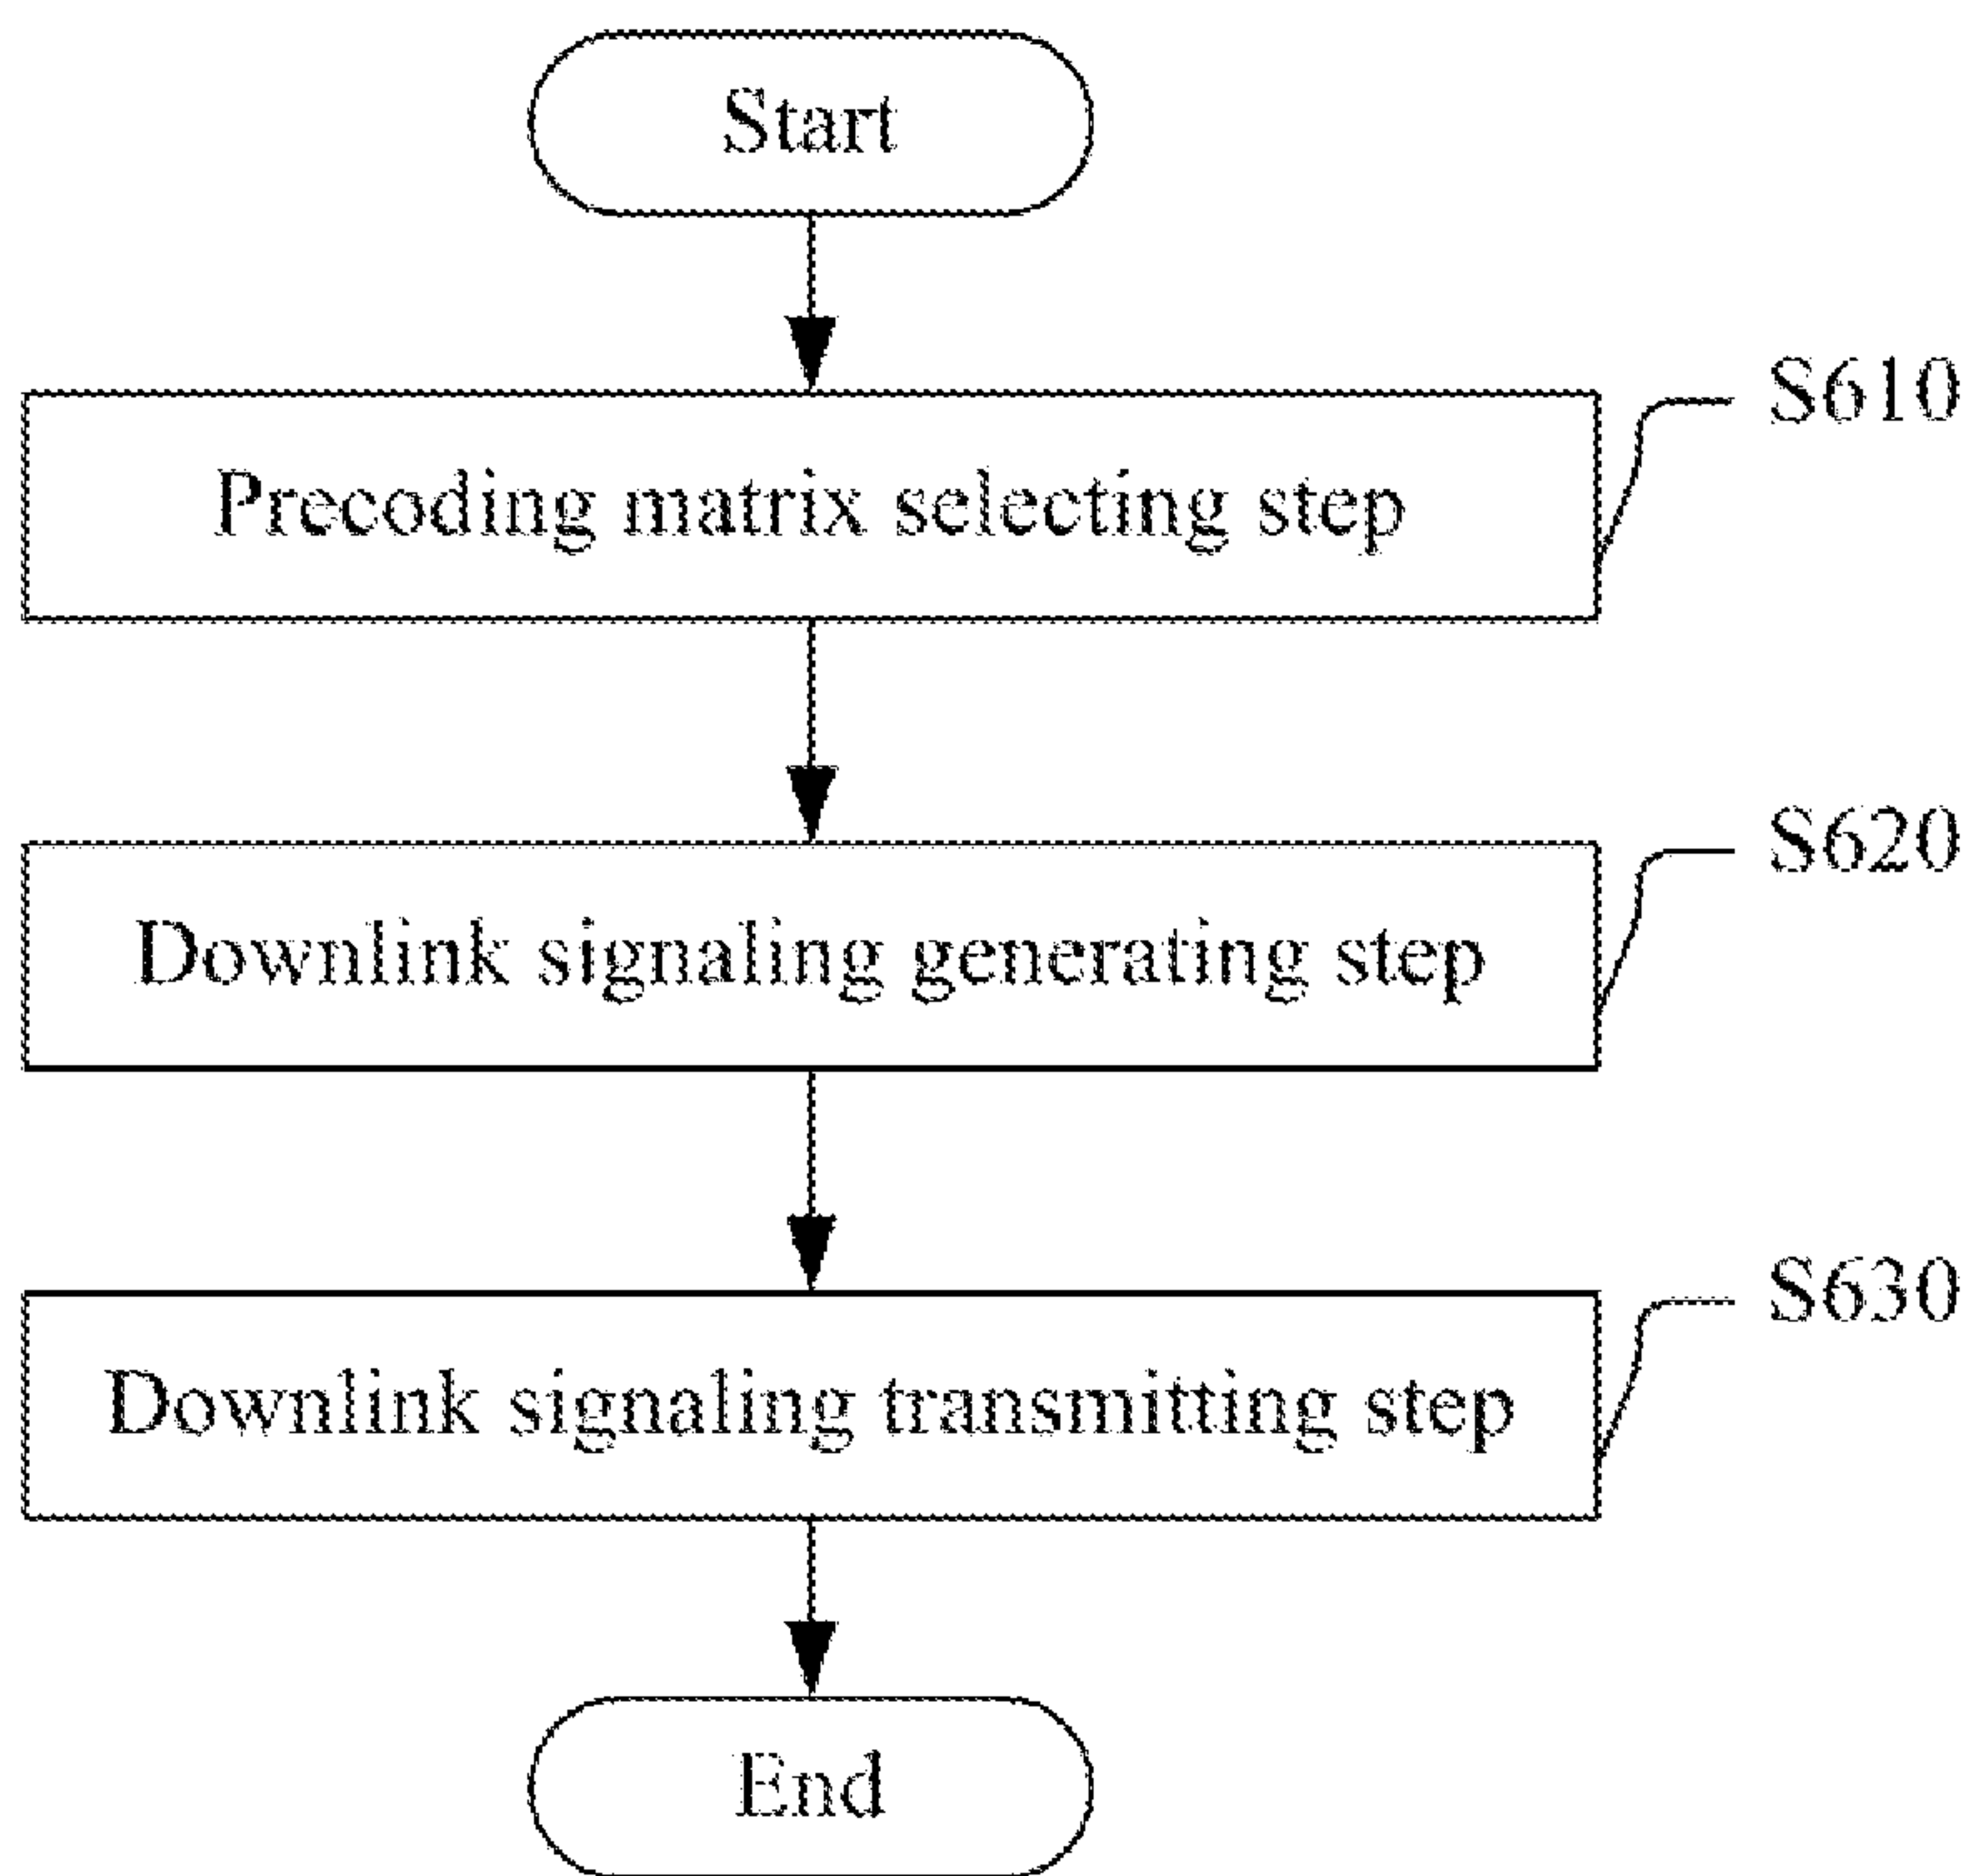 Start
S610
Precoding matrix selecting step
S620
Downlink signaling generating step
S630
Downlink signaling transmitting step
End